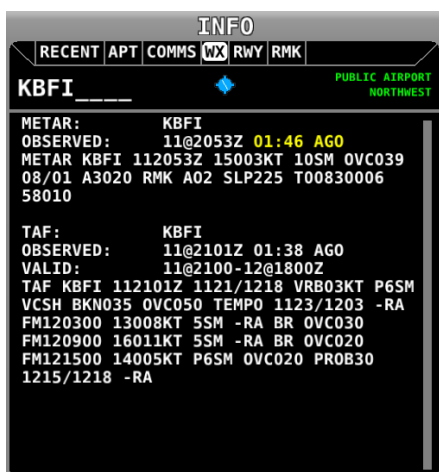 INFO
RECENT APT COMMS WX RWY RMK
KBFI____
PUBLIC AIRPORT
NORTHWEST
METAR: KBFI
OBSERVED: 11@2053Z 01:46 AGO
METAR KBFI 112053Z 15003KT 10SM OVC039
08/01 A3020 RMK AO2 SLP225 T00830006
58010
TAF: KBFI
OBSERVED: 11@2101Z 01:38 AGO
VALID: 11@2100-12@1800Z
TAF KBFI 112101Z 1121/1218 VRB03KT P6SM
VCSH BKN035 OVC050 TEMPO 1123/1203 -RA
FM120300 13008KT 5SM -RA BR OVC030
FM120900 16011KT 5SM -RA BR OVC020
FM121500 14005KT P6SM OVC020 PROB30
1215/1218 -RA